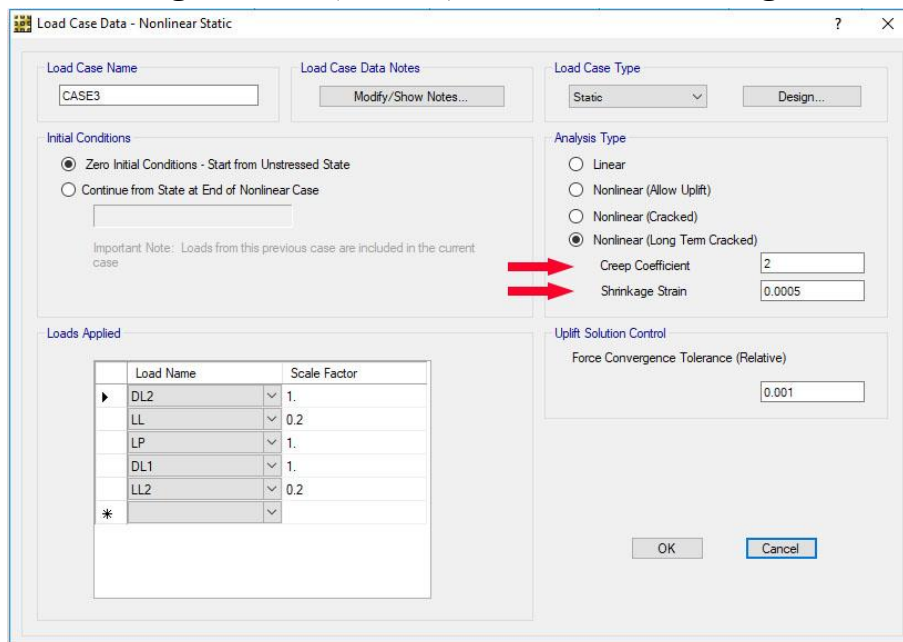 Load Case Data - Nonlinear Static
? X
Load Case Name
CASE3
Load Case Data Notes
Modify/Show Notes...
Load Case Type
Static
Design...
Initial Conditions
Zero Initial Conditions - Start from Unstressed State
Continue from State at End of Nonlinear Case
Important Note: Loads from this previous case are included in the current
case
Analysis Type
Linear
Nonlinear (Allow Uplift)
Nonlinear (Cracked)
Nonlinear (Long Term Cracked)
Creep Coefficient 2
Shrinkage Strain 0.0005
Loads Applied
Load Name Scale Factor
DL2 1.
LL 0.2
LP 1.
DL1 1.
LL2 0.2
*
Uplift Solution Control
Force Convergence Tolerance (Relative)
0.001
OK Cancel